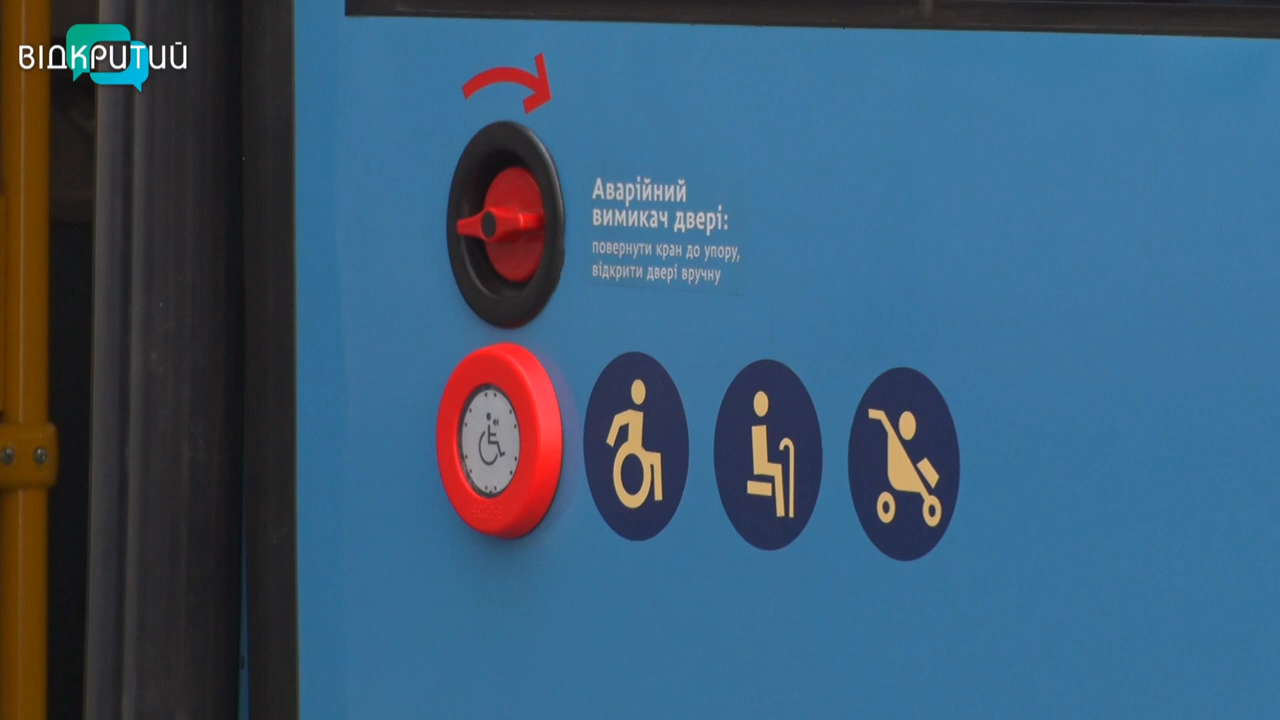 ВІДКРИТИЙ
Аварійний
вимикач двері:
повернути кран до упору,
відкрити двері вручну